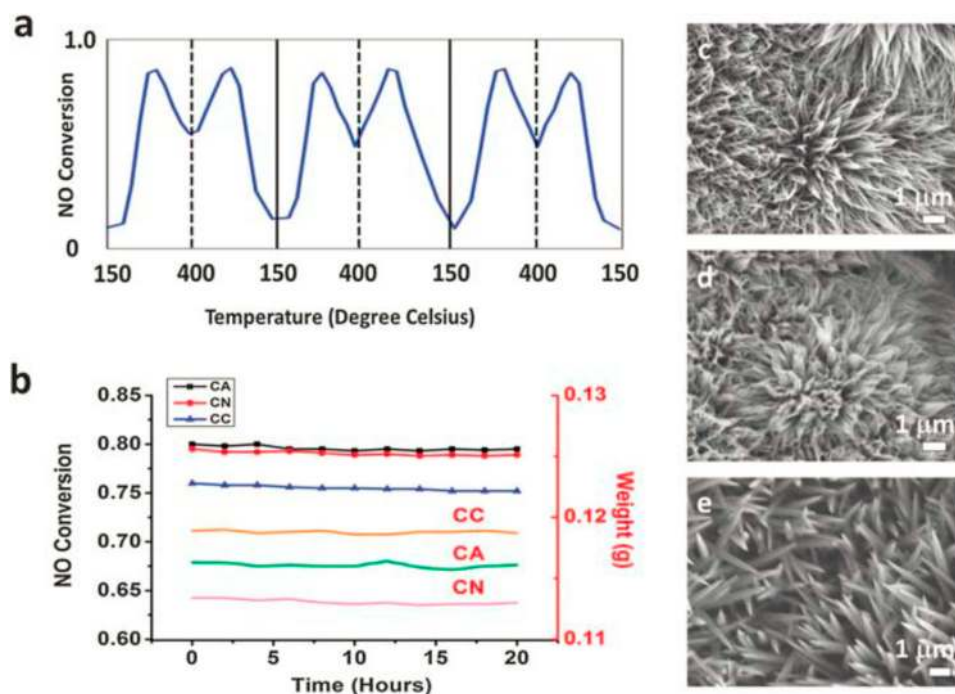 a
1.0
NO Conversion
0
150 400 150 400 150 400 150
Temperature (Degree Celsius)
b
CA
CN
CC
0.85
0.80
0.75
0.70
0.65
0.60
NO Conversion
0.13
0.12
0.11
Weight (g)
CC
CA
CN
0 5 10 15 20
Time (Hours)
c
1 μm
d
1 μm
e
1 μm